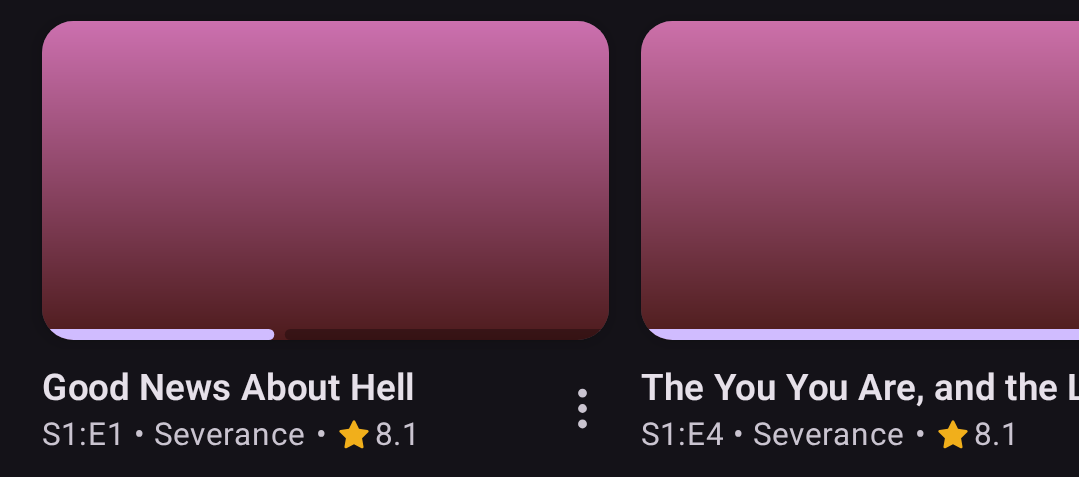 Good News About Hell
S1:E1 • Severance • ⭐ 8.1
The You You Are, and the
S1:E4 • Severance • ⭐ 8.1